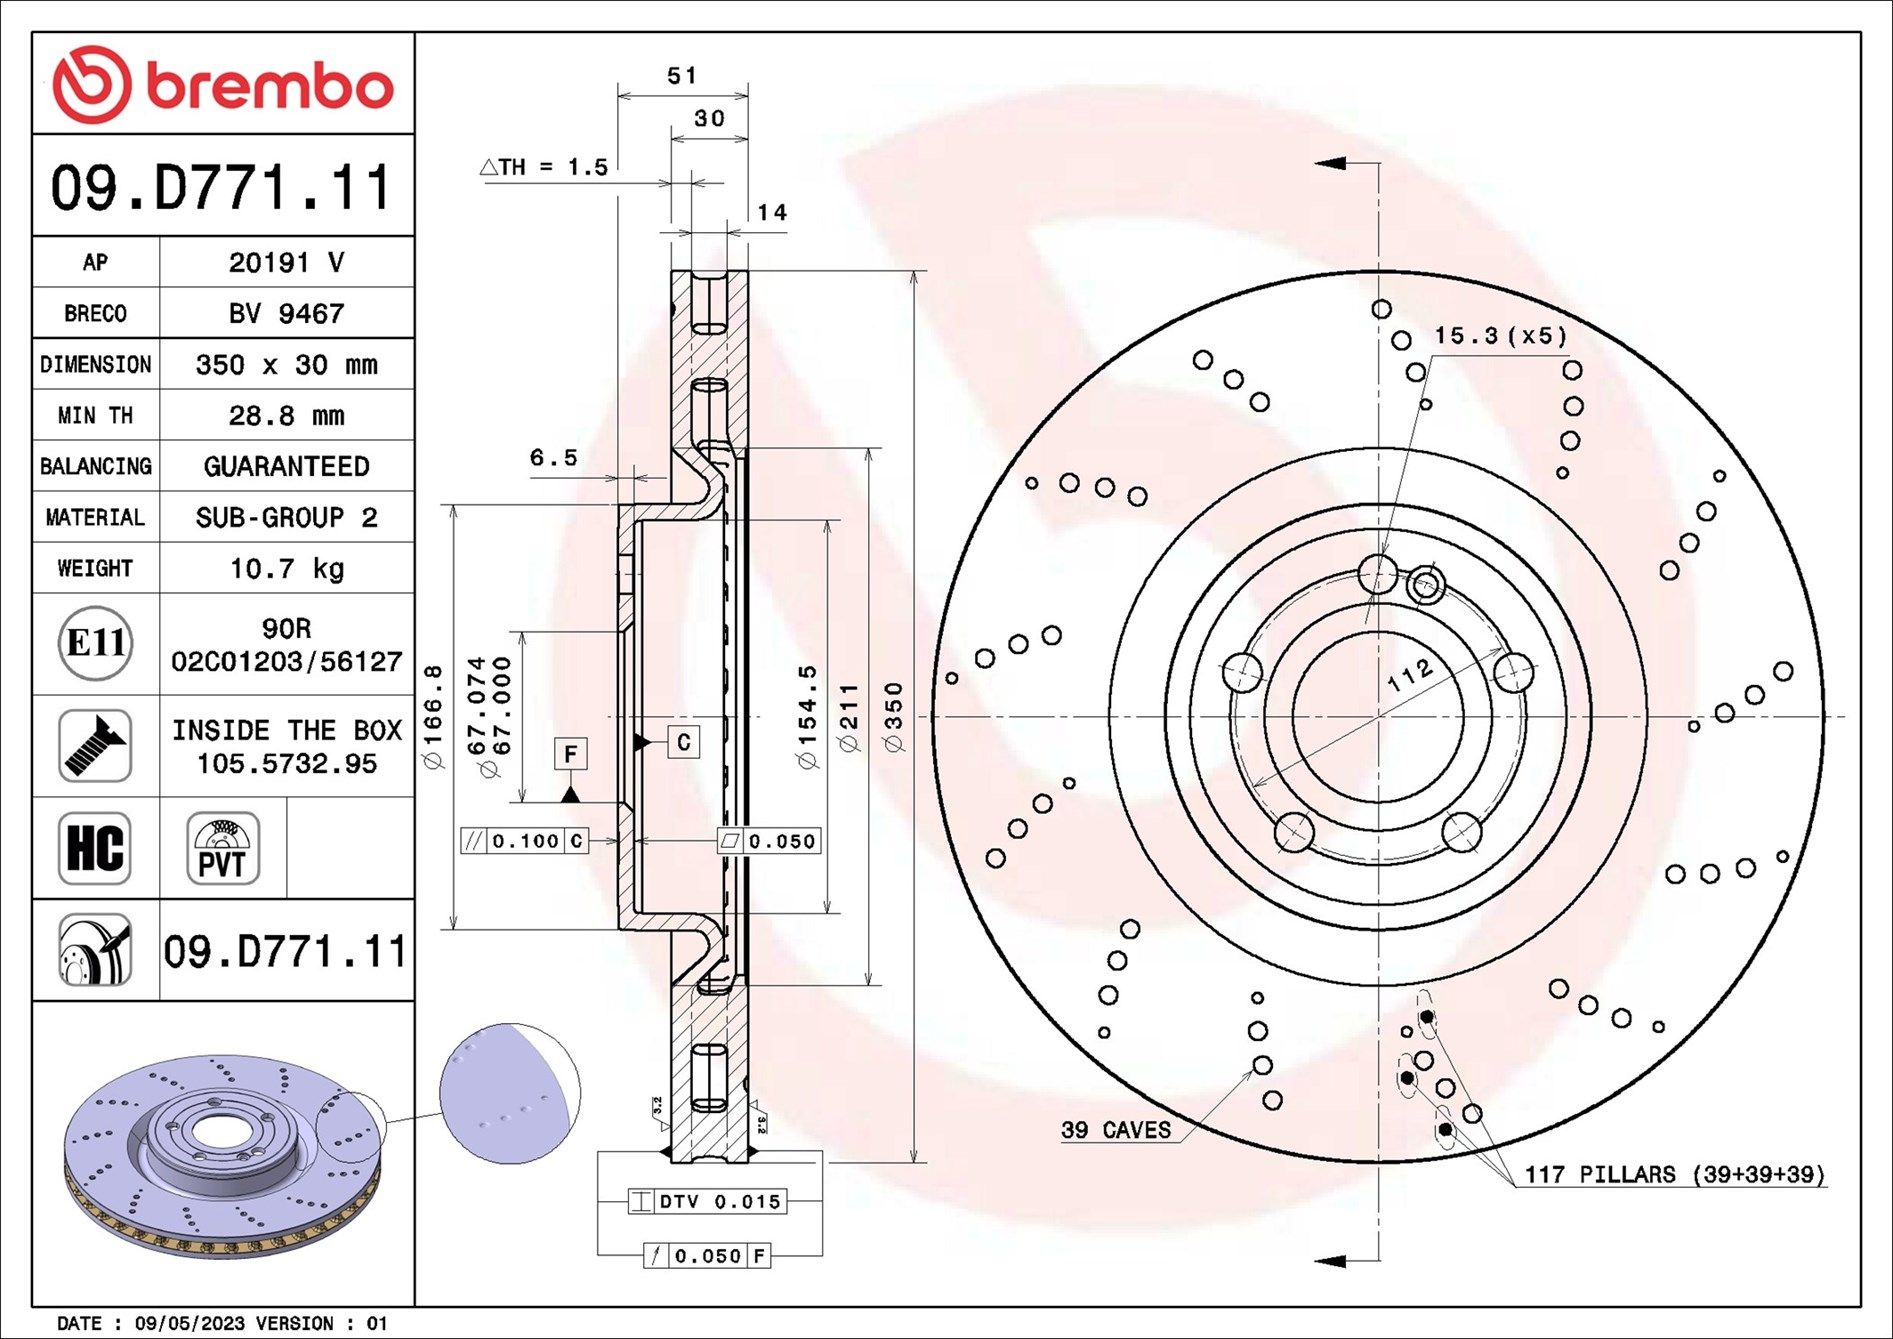 brembo
09.D771.11
AP 20191 V
BRECO BV 9467
DIMENSION 350 x 30 mm
MIN TH 28.8 mm
BALANCING GUARANTEED
MATERIAL SUB-GROUP 2
WEIGHT 10.7 kg
E11 90R
02C01203/56127
INSIDE THE BOX
105.5732.95
HC PVT
09.D771.11
51
30
△TH = 1.5
14
6.5
⌀166.8
⌀67.074
67.000
⌀154.5
⌀211
⌀350
F
C
// 0.100 C
⏥ 0.050
3.2
3.2
DTV 0.015
↗ 0.050 F
15.3(x5)
112
39 CAVES
117 PILLARS (39+39+39)
DATE : 09/05/2023 VERSION : 01